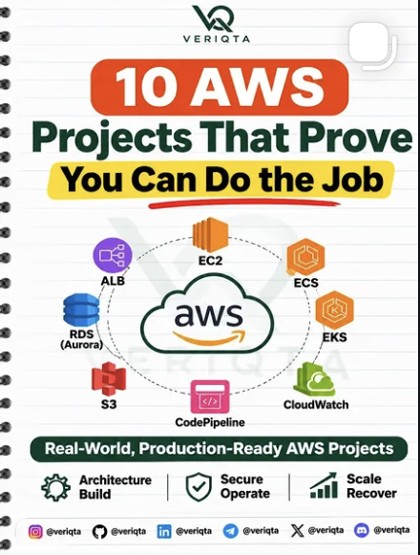 VERIQTA
10 AWS
Projects That Prove
You Can Do the Job
EC2
ALB
ECS
aws
RDS
(Aurora)
EKS
S3
CodePipeline
CloudWatch
VERIQTA
Real-World, Production-Ready AWS Projects
Architecture
Build
Secure
Operate
Scale
Recover
@veriqta
@veriqta
@veriqta
@veriqta
@veriqta
@veriqta